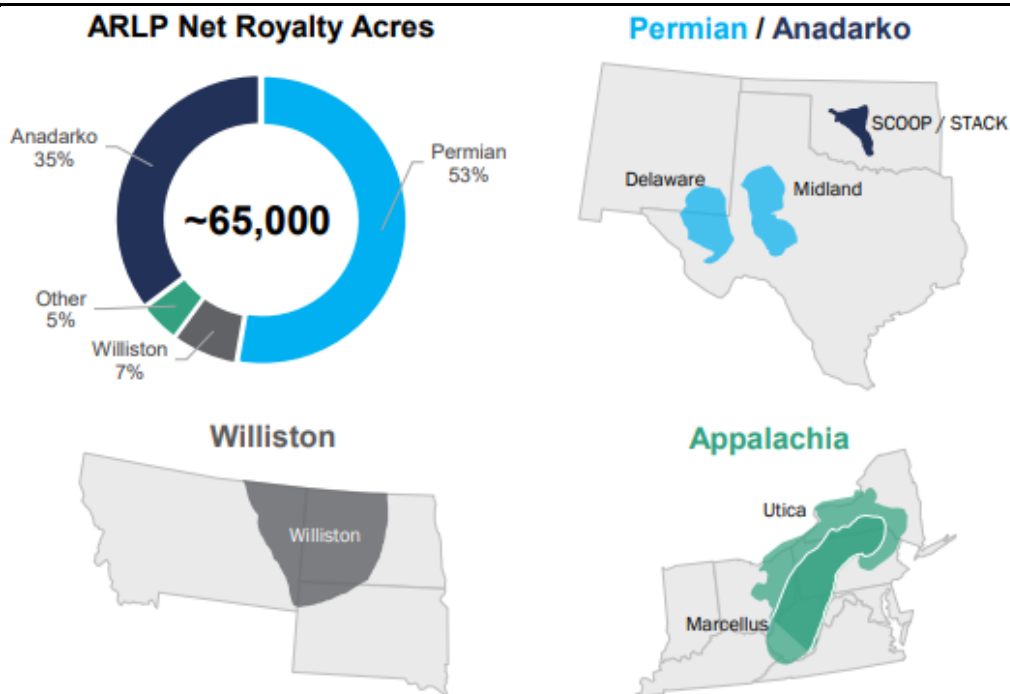 ARLP Net Royalty Acres
Anadarko
35%
Permian
53%
~65,000
Other
5%
Williston
7%
Permian / Anadarko
SCOOP / STACK
Delaware
Midland
Williston
Williston
Appalachia
Utica
Marcellus